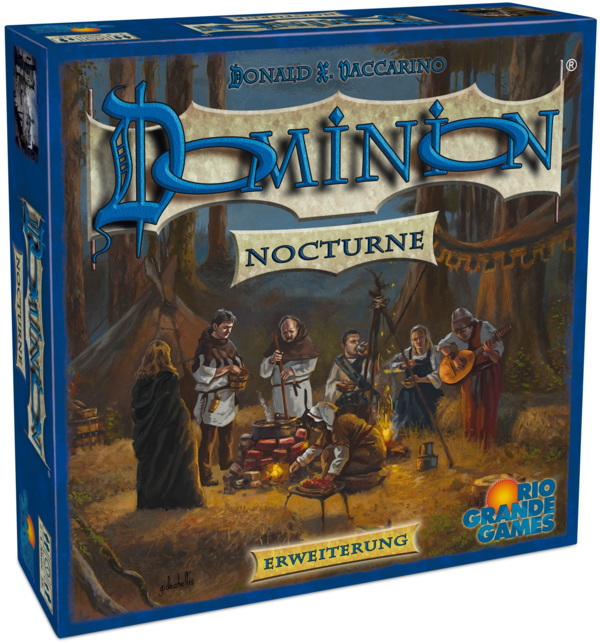 DONALD X. VACCARINO
DOMINION
®
NOCTURNE
ERWEITERUNG
RIO
GRANDE
GAMES
DOMINION
NOCTURNE